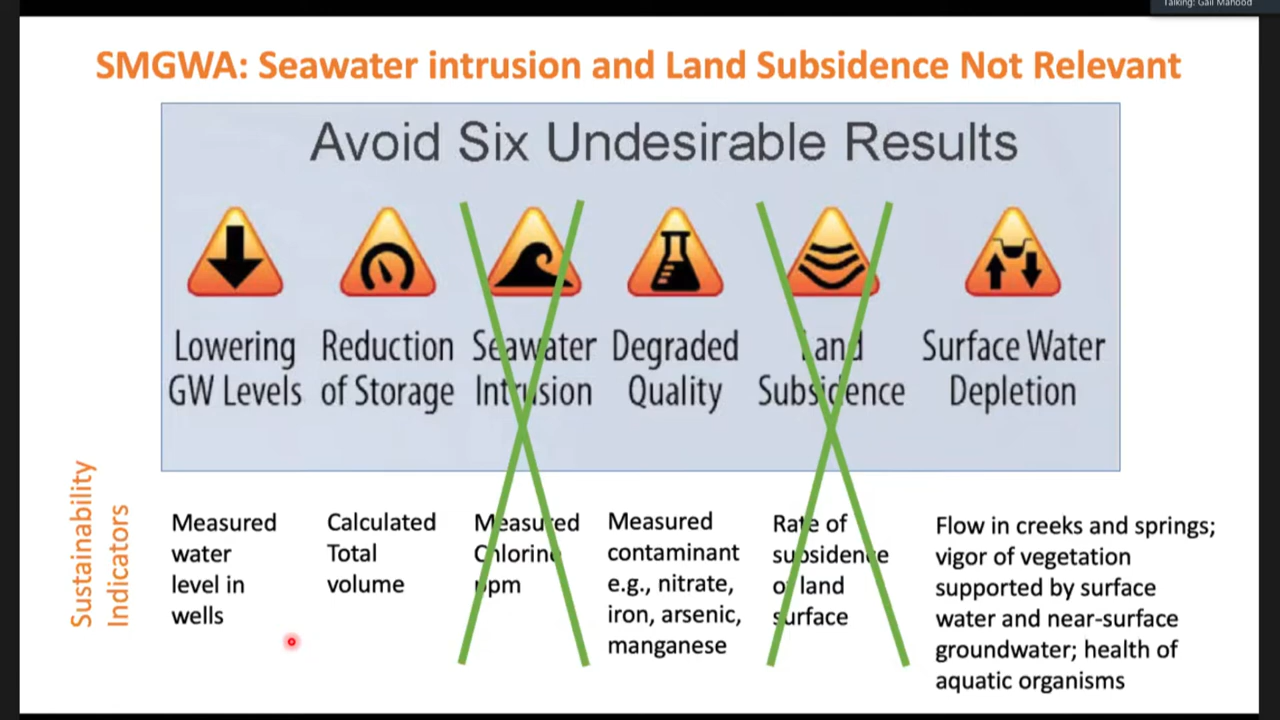 Talking: Gail Mahood
SMGWA: Seawater intrusion and Land Subsidence Not Relevant
Avoid Six Undesirable Results
Lowering
GW Levels
Reduction
of Storage
Seawater
Intrusion
Degraded
Quality
Land
Subsidence
Surface Water
Depletion
Sustainability
Indicators
Measured
water
level in
wells
Calculated
Total
volume
Measured
Chlorine
ppm
Measured
contaminant
e.g., nitrate,
iron, arsenic,
manganese
Rate of
subsidence
of land
surface
Flow in creeks and springs;
vigor of vegetation
supported by surface
water and near-surface
groundwater; health of
aquatic organisms